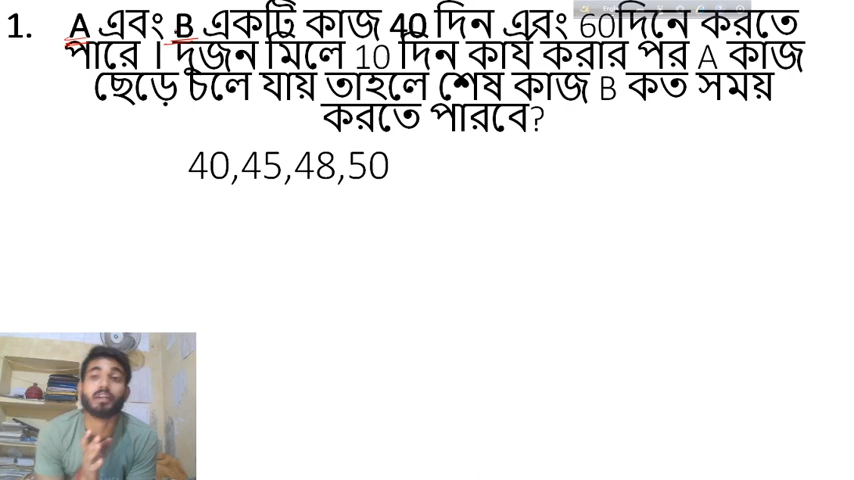 1. A এবং B একটি কাজ 40 দিন এবং 60দিনে করতে
পারে । দুজন মিলে 10 দিন কার্য করার পর A কাজ
ছেড়ে চলে যায় তাহলে শেষ কাজ B কত সময়
করতে পারবে?
40,45,48,50